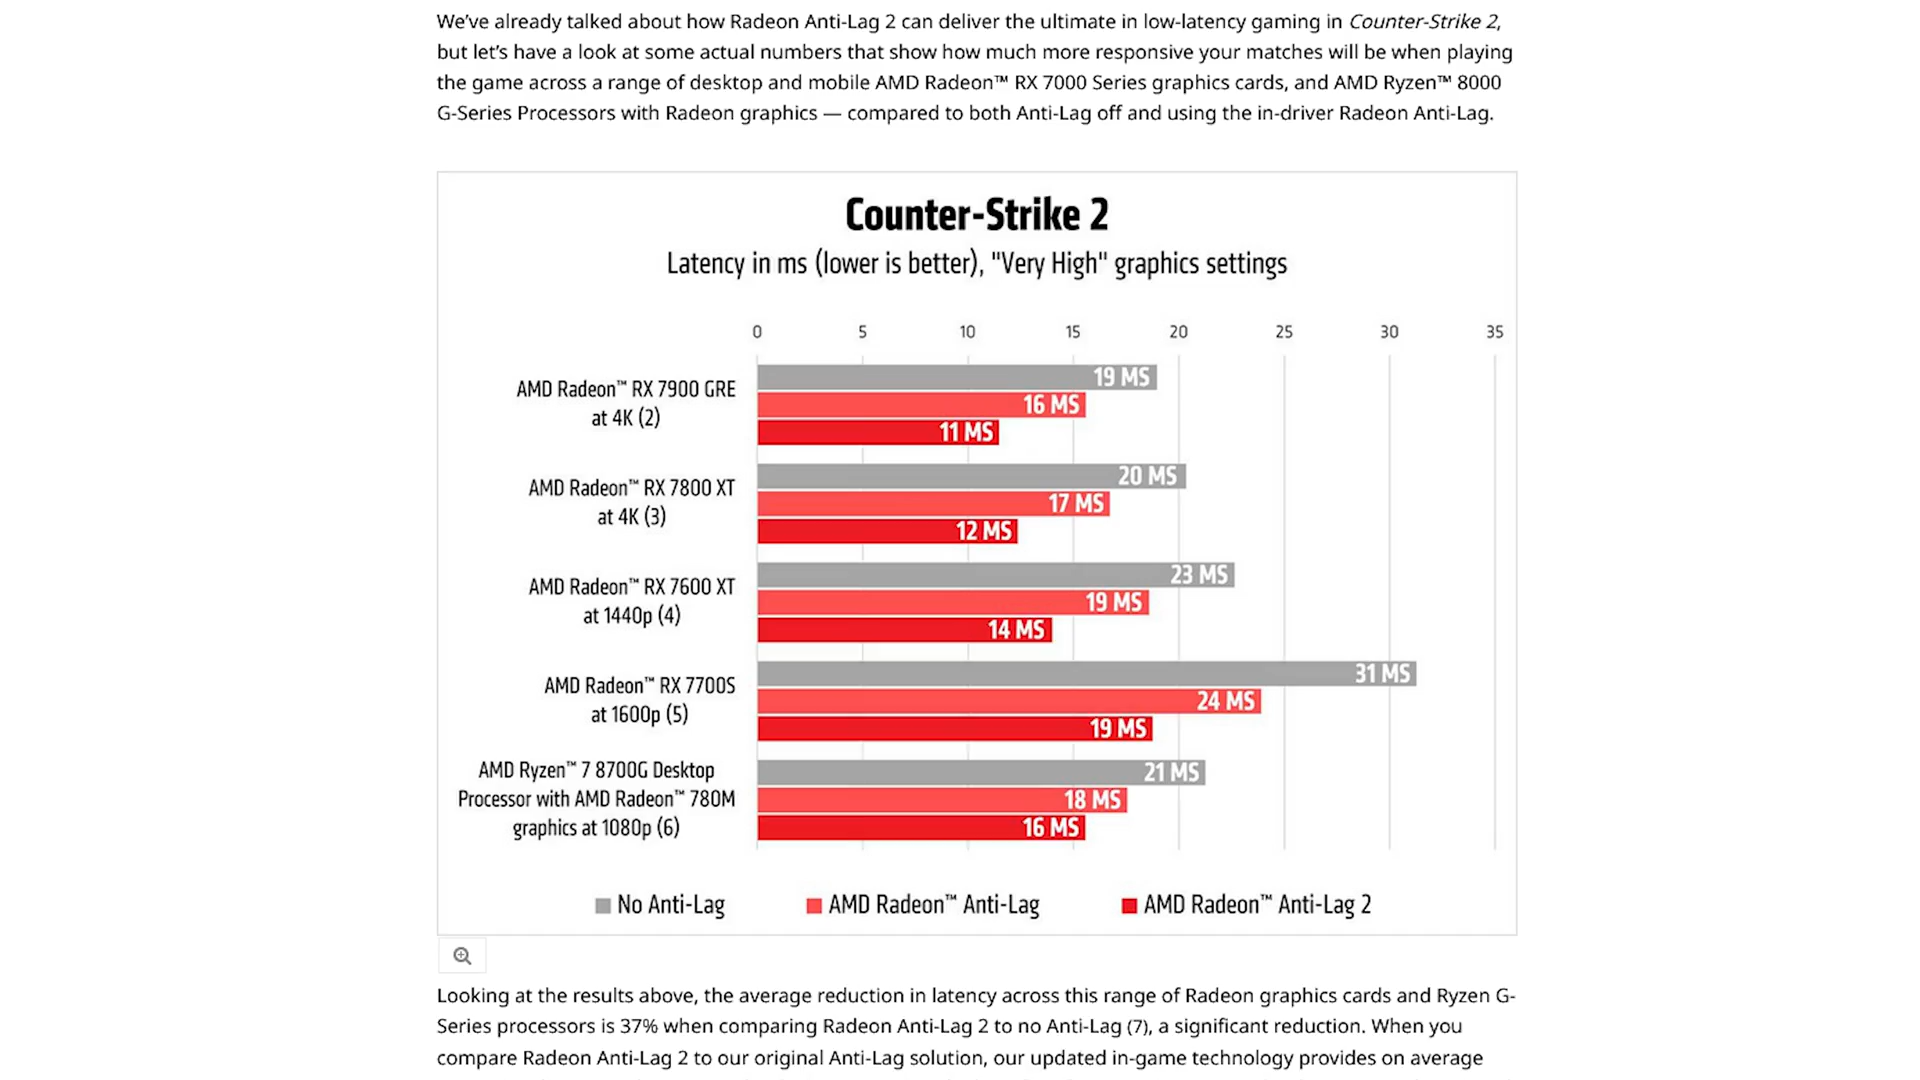 We’ve already talked about how Radeon Anti-Lag 2 can deliver the ultimate in low-latency gaming in Counter-Strike 2,
but let’s have a look at some actual numbers that show how much more responsive your matches will be when playing
the game across a range of desktop and mobile AMD Radeon™ RX 7000 Series graphics cards, and AMD Ryzen™ 8000
G-Series Processors with Radeon graphics — compared to both Anti-Lag off and using the in-driver Radeon Anti-Lag.
Counter-Strike 2
Latency in ms (lower is better), "Very High" graphics settings
0 5 10 15 20 25 30 35
AMD Radeon™ RX 7900 GRE
at 4K (2)
19 MS
16 MS
11 MS
AMD Radeon™ RX 7800 XT
at 4K (3)
20 MS
17 MS
12 MS
AMD Radeon™ RX 7600 XT
at 1440p (4)
23 MS
19 MS
14 MS
AMD Radeon™ RX 7700S
at 1600p (5)
31 MS
24 MS
19 MS
AMD Ryzen™ 7 8700G Desktop
Processor with AMD Radeon™ 780M
graphics at 1080p (6)
21 MS
18 MS
16 MS
No Anti-Lag AMD Radeon™ Anti-Lag AMD Radeon™ Anti-Lag 2
Looking at the results above, the average reduction in latency across this range of Radeon graphics cards and Ryzen G-
Series processors is 37% when comparing Radeon Anti-Lag 2 to no Anti-Lag (7), a significant reduction. When you
compare Radeon Anti-Lag 2 to our original Anti-Lag solution, our updated in-game technology provides on average